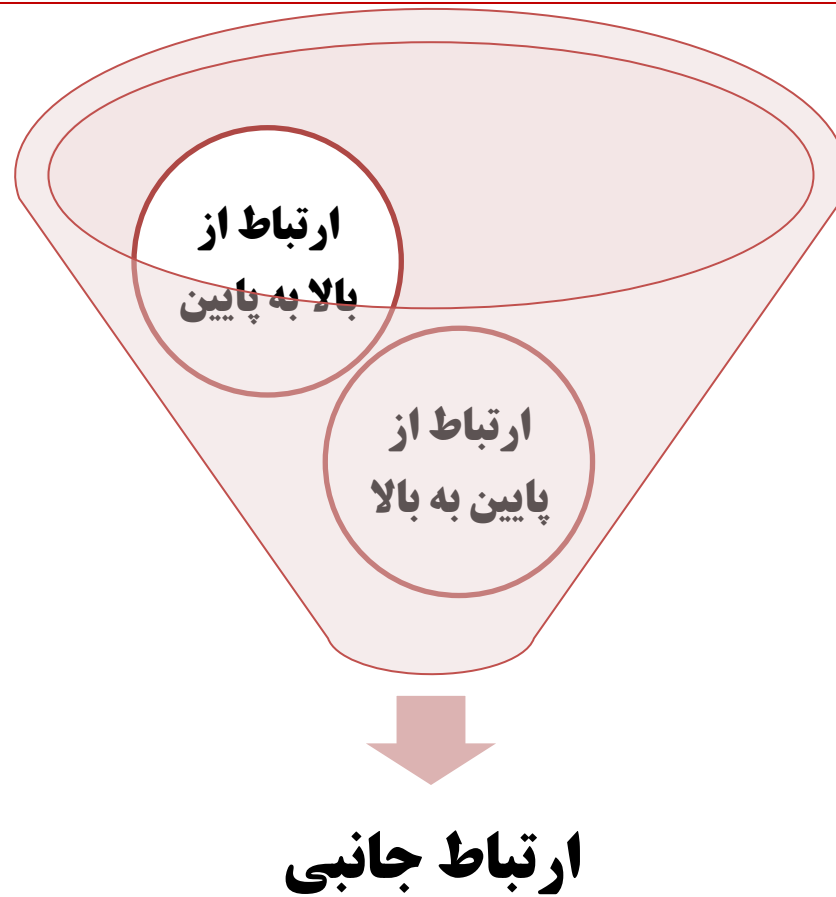 ارتباط از
بالا به پایین
ارتباط از
پایین به بالا
ارتباط جانبی